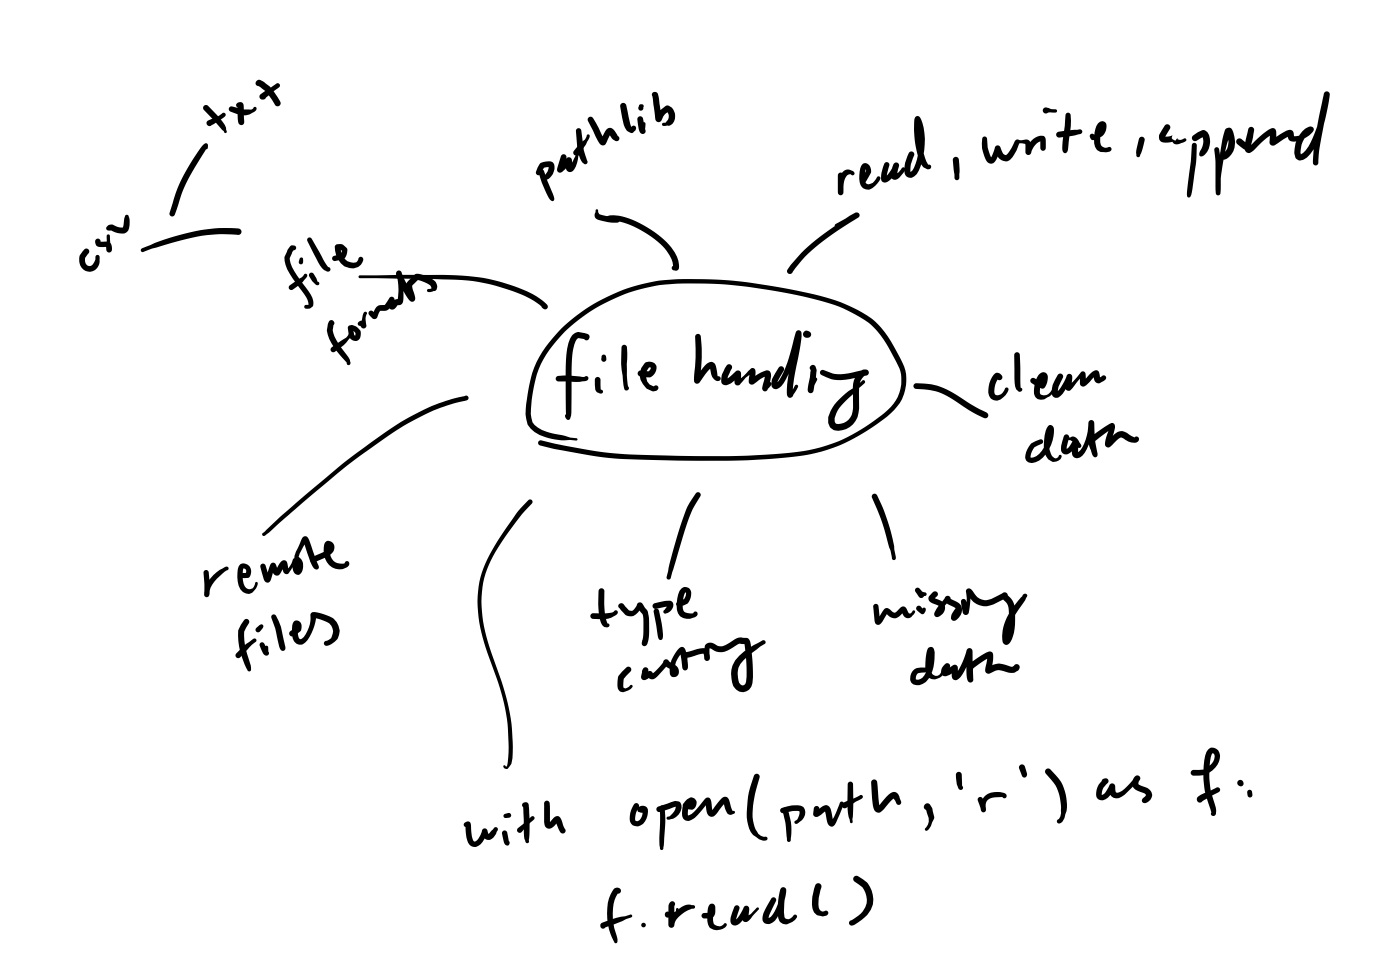 txt
csv
pathlib
read, write, append
file
formats
file handling
clean
data
remote
files
type
casting
missing
data
with open(path, 'r') as f:
f.read()